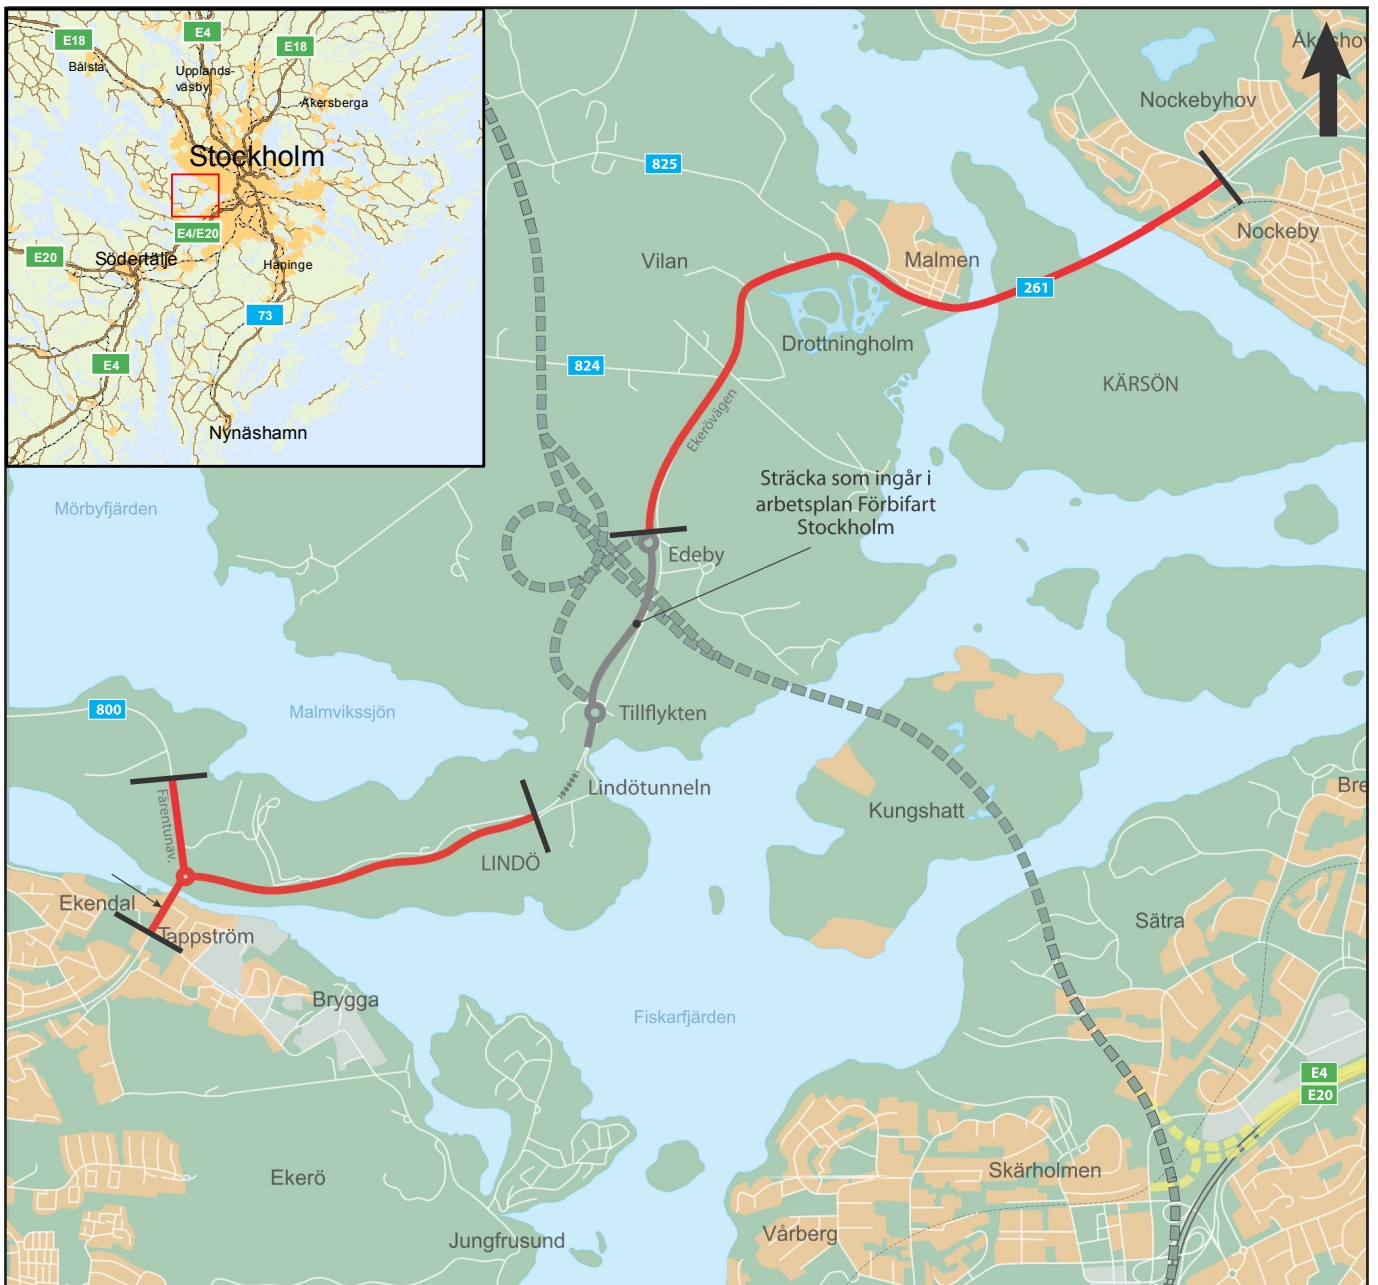 E18
E4
E18
Bålsta
Upplands-
väsby
Åkersberga
Stockholm
E4/E20
E20
Södertälje
Haninge
73
E4
Nynäshamn
Nockebyhov
825
Nockeby
Vilan
Malmen
261
Drottningholm
824
KÄRSÖN
Ekerövägen
Sträcka som ingår i
arbetsplan Förbifart
Stockholm
Mörbyfjärden
Edeby
800
Malmvikssjön
Tillflykten
Lindötunneln
Bre
Färentunav.
Kungshatt
LINDÖ
Ekendal
Tappström
Sätra
Brygga
Fiskarfjärden
E4
E20
Ekerö
Skärholmen
Jungfrusund
Vårberg